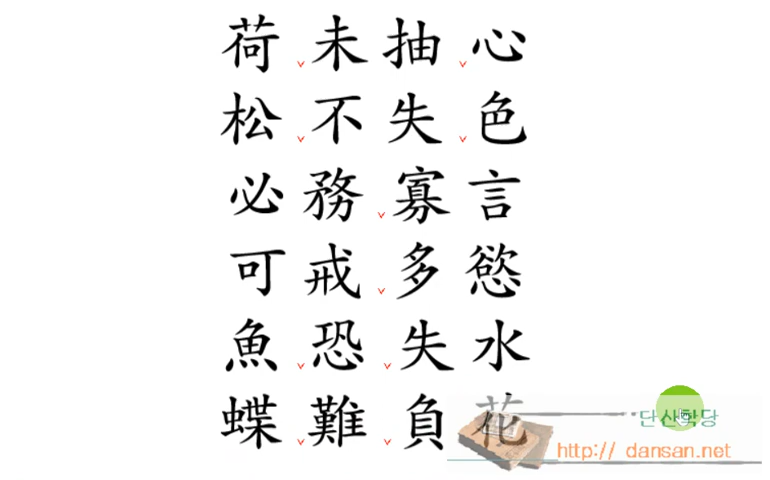 荷未抽心
松不失色
必務寡言
可戒多慾
魚恐失水
蝶難負花
단산학당
http:// dansan.net